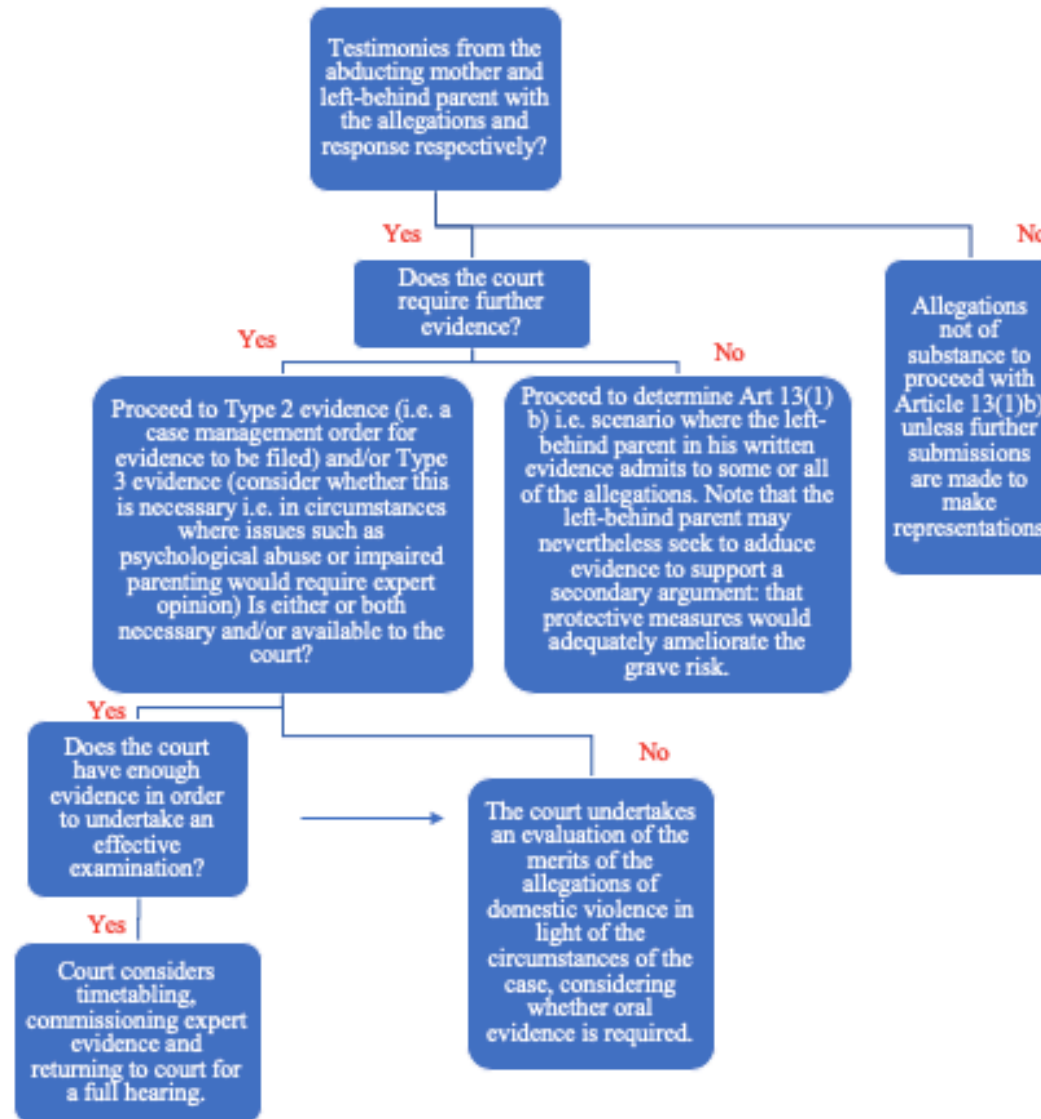 Testimonies from the
abducting mother and
left-behind parent with
the allegations and
response respectively?
Yes
No
Does the court
require further
evidence?
Allegations
not of
substance to
proceed with
Article 13(1)b)
unless further
submissions
are made to
make
representations
Yes
No
Proceed to Type 2 evidence (i.e. a
case management order for
evidence to be filed) and/or Type
3 evidence (consider whether this
is necessary i.e. in circumstances
where issues such as
psychological abuse or impaired
parenting would require expert
opinion) Is either or both
necessary and/or available to the
court?
Proceed to determine Art 13(1)
b) i.e. scenario where the left-
behind parent in his written
evidence admits to some or all
of the allegations. Note that the
left-behind parent may
nevertheless seek to adduce
evidence to support a
secondary argument: that
protective measures would
adequately ameliorate the
grave risk.
Yes
No
Does the court
have enough
evidence in order
to undertake an
effective
examination?
The court undertakes
an evaluation of the
merits of the
allegations of
domestic violence in
light of the
circumstances of the
case, considering
whether oral
evidence is required.
Yes
Court considers
timetabling,
commissioning expert
evidence and
returning to court for
a full hearing.